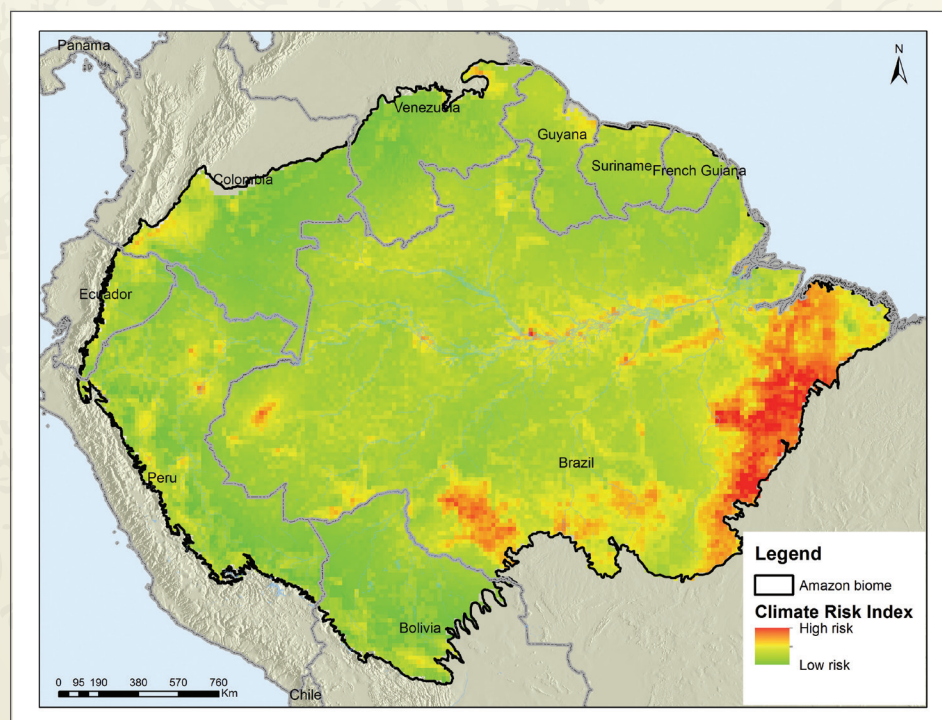 Panama
N
Venezuela
Guyana
Suriname
French Guiana
Colombia
Ecuador
Brazil
Peru
Bolivia
Chile
0 95 190 380 570 760
Km
Legend
Amazon biome
Climate Risk Index
High risk
Low risk